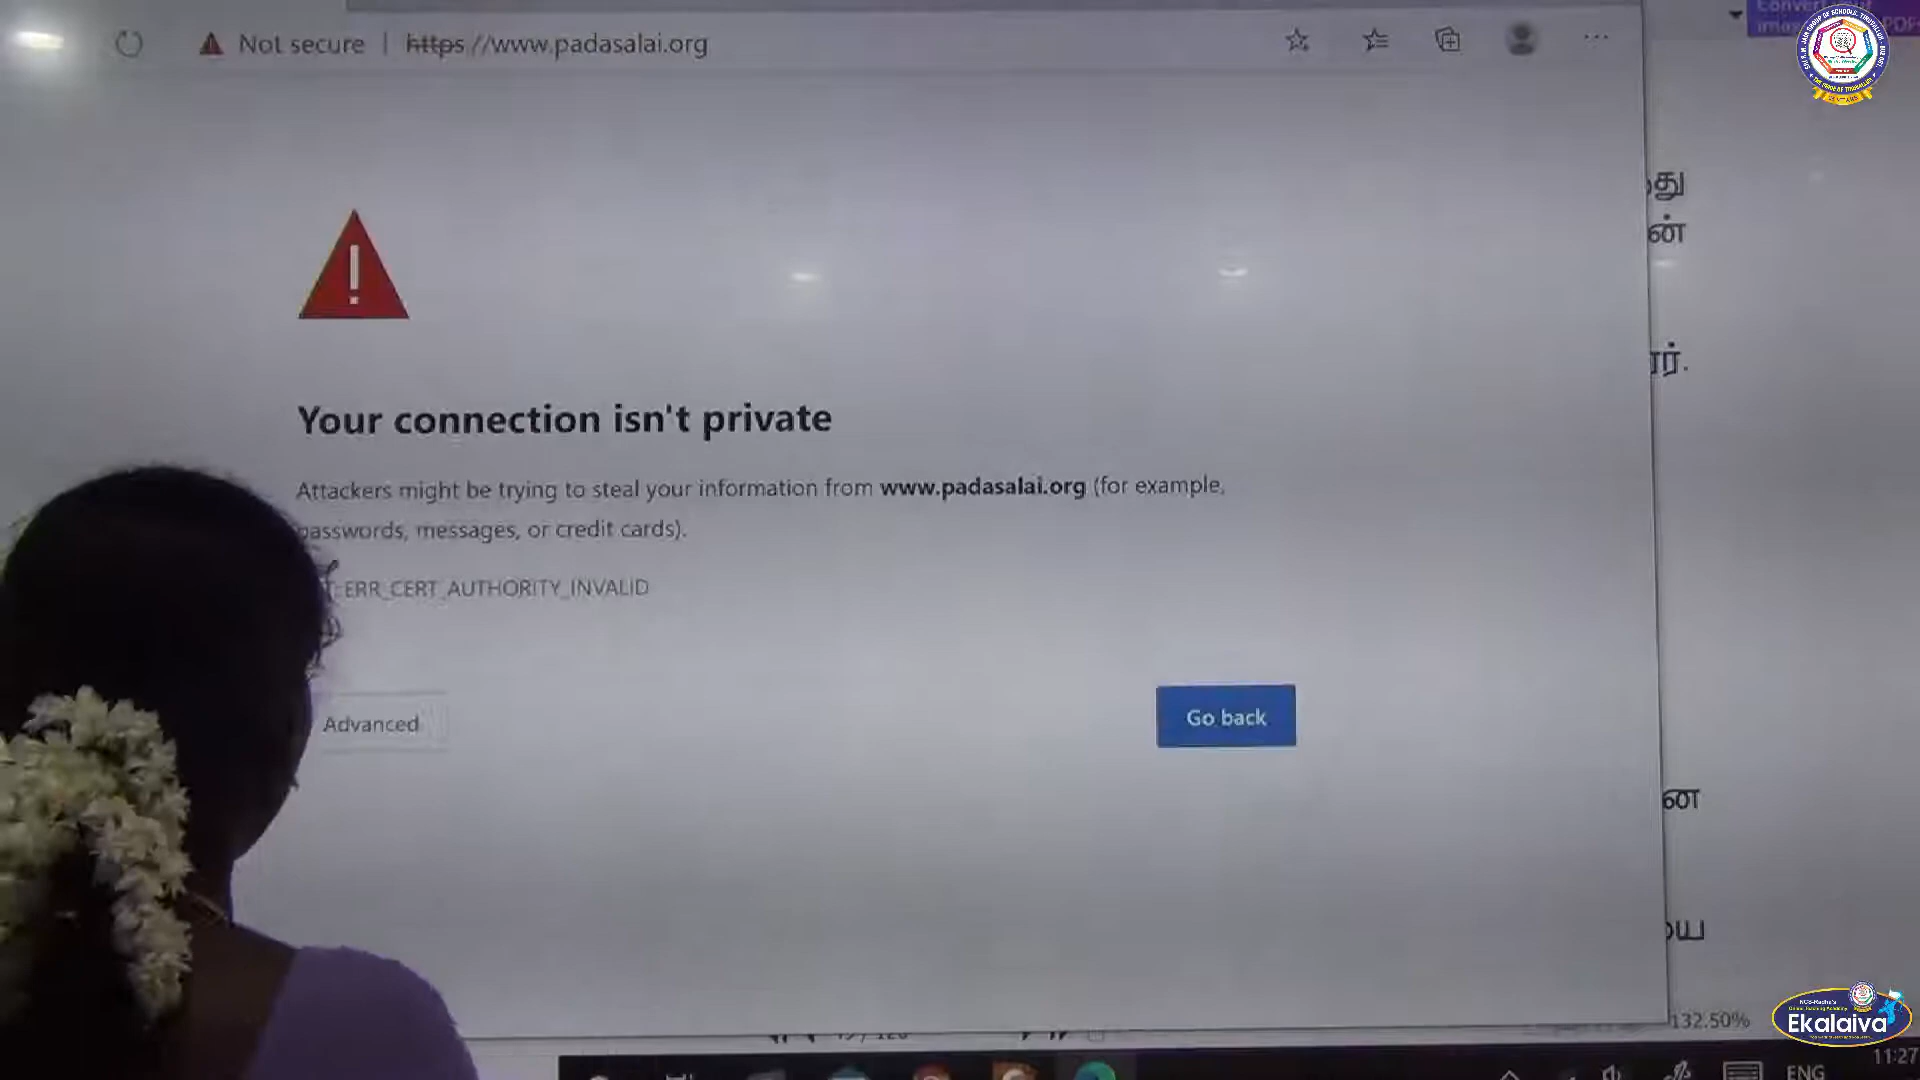 Not secure | https://www.padasalai.org
Your connection isn't private
Attackers might be trying to steal your information from www.padasalai.org (for example,
passwords, messages, or credit cards).
ERR_CERT_AUTHORITY_INVALID
Advanced
Go back
ன்
ர்.
ன
ய
132.50%
Ekalaiva
11:27
ENG